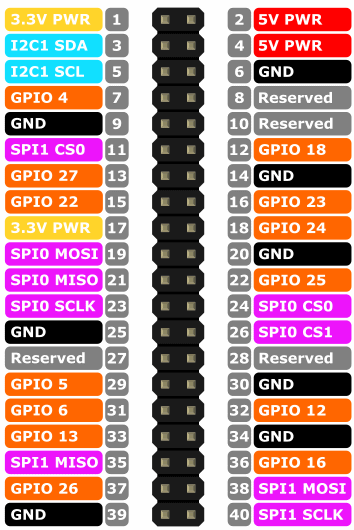 3.3V PWR 1 2 5V PWR
I2C1 SDA 3 4 5V PWR
I2C1 SCL 5 6 GND
GPIO 4 7 8 Reserved
GND 9 10 Reserved
SPI1 CS0 11 12 GPIO 18
GPIO 27 13 14 GND
GPIO 22 15 16 GPIO 23
3.3V PWR 17 18 GPIO 24
SPI0 MOSI 19 20 GND
SPI0 MISO 21 22 GPIO 25
SPI0 SCLK 23 24 SPI0 CS0
GND 25 26 SPI0 CS1
Reserved 27 28 Reserved
GPIO 5 29 30 GND
GPIO 6 31 32 GPIO 12
GPIO 13 33 34 GND
SPI1 MISO 35 36 GPIO 16
GPIO 26 37 38 SPI1 MOSI
GND 39 40 SPI1 SCLK